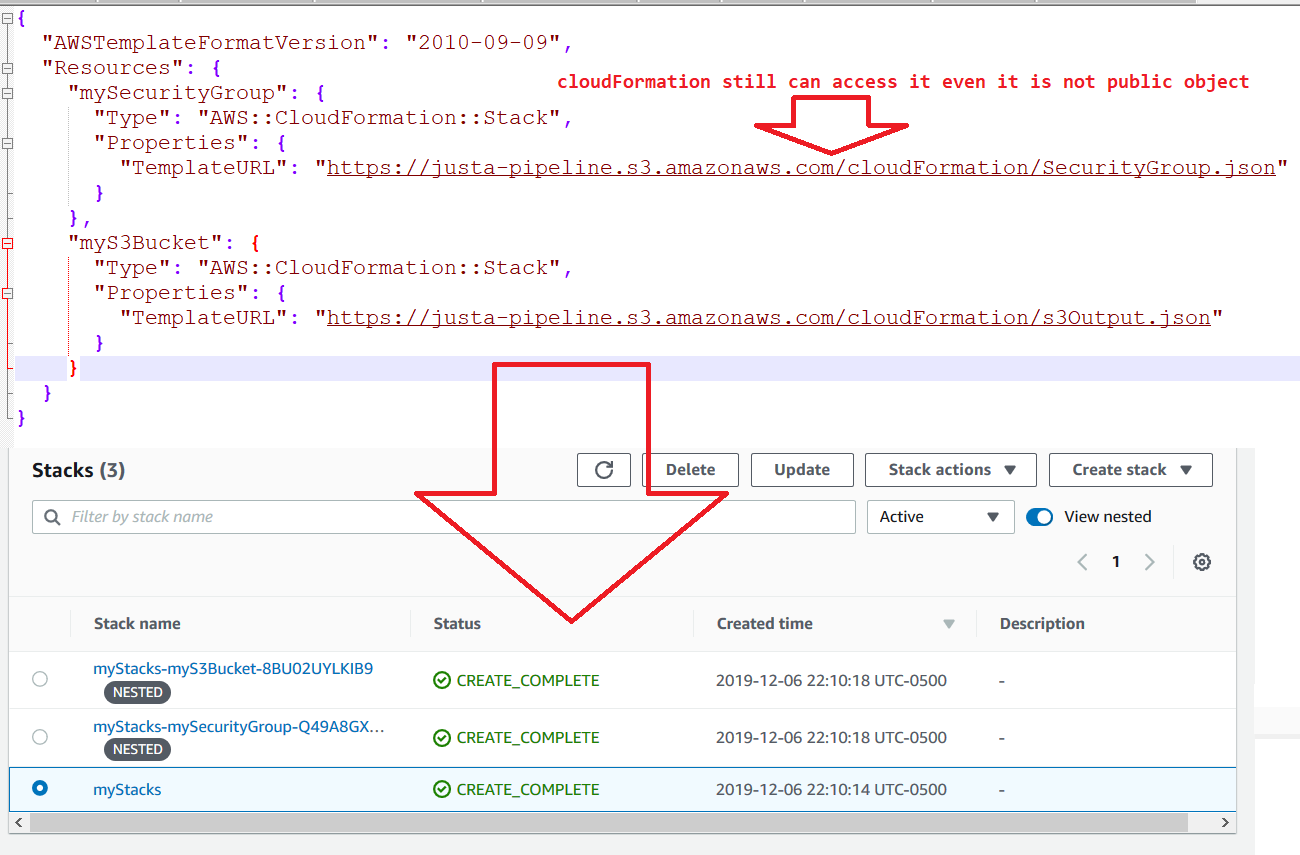 {
"AWSTemplateFormatVersion": "2010-09-09",
"Resources": {
cloudFormation still can access it even it is not public object
"mySecurityGroup": {
"Type": "AWS::CloudFormation::Stack",
"Properties": {
"TemplateURL": "https://justa-pipeline.s3.amazonaws.com/cloudFormation/SecurityGroup.json"
}
},
"myS3Bucket": {
"Type": "AWS::CloudFormation::Stack",
"Properties": {
"TemplateURL": "https://justa-pipeline.s3.amazonaws.com/cloudFormation/s3Output.json"
}
}
}
}
Stacks (3) Delete Update Stack actions Create stack
Filter by stack name Active View nested
1
Stack name Status Created time Description
myStacks-myS3Bucket-8BU02UYLKIB9 CREATE_COMPLETE 2019-12-06 22:10:18 UTC-0500 -
NESTED
myStacks-mySecurityGroup-Q49A8GX... CREATE_COMPLETE 2019-12-06 22:10:18 UTC-0500 -
NESTED
myStacks CREATE_COMPLETE 2019-12-06 22:10:14 UTC-0500 -